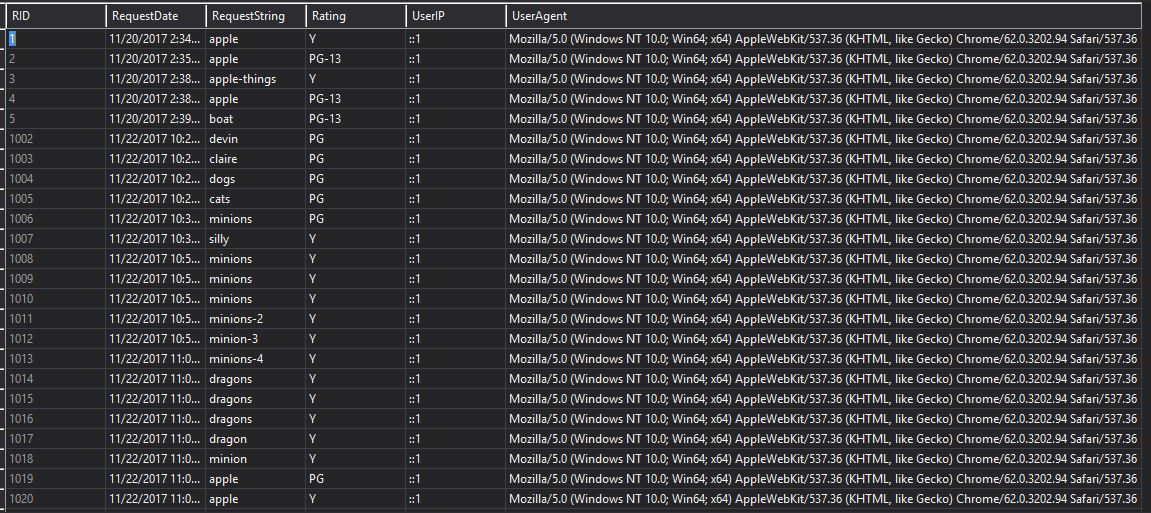 RID RequestDate RequestString Rating UserIP UserAgent
1 11/20/2017 2:34... apple Y ::1 Mozilla/5.0 (Windows NT 10.0; Win64; x64) AppleWebKit/537.36 (KHTML, like Gecko) Chrome/62.0.3202.94 Safari/537.36
2 11/20/2017 2:35... apple PG-13 ::1 Mozilla/5.0 (Windows NT 10.0; Win64; x64) AppleWebKit/537.36 (KHTML, like Gecko) Chrome/62.0.3202.94 Safari/537.36
3 11/20/2017 2:38... apple-things Y ::1 Mozilla/5.0 (Windows NT 10.0; Win64; x64) AppleWebKit/537.36 (KHTML, like Gecko) Chrome/62.0.3202.94 Safari/537.36
4 11/20/2017 2:38... apple PG-13 ::1 Mozilla/5.0 (Windows NT 10.0; Win64; x64) AppleWebKit/537.36 (KHTML, like Gecko) Chrome/62.0.3202.94 Safari/537.36
5 11/20/2017 2:39... boat PG-13 ::1 Mozilla/5.0 (Windows NT 10.0; Win64; x64) AppleWebKit/537.36 (KHTML, like Gecko) Chrome/62.0.3202.94 Safari/537.36
1002 11/22/2017 10:2... devin PG ::1 Mozilla/5.0 (Windows NT 10.0; Win64; x64) AppleWebKit/537.36 (KHTML, like Gecko) Chrome/62.0.3202.94 Safari/537.36
1003 11/22/2017 10:2... claire PG ::1 Mozilla/5.0 (Windows NT 10.0; Win64; x64) AppleWebKit/537.36 (KHTML, like Gecko) Chrome/62.0.3202.94 Safari/537.36
1004 11/22/2017 10:2... dogs PG ::1 Mozilla/5.0 (Windows NT 10.0; Win64; x64) AppleWebKit/537.36 (KHTML, like Gecko) Chrome/62.0.3202.94 Safari/537.36
1005 11/22/2017 10:2... cats PG ::1 Mozilla/5.0 (Windows NT 10.0; Win64; x64) AppleWebKit/537.36 (KHTML, like Gecko) Chrome/62.0.3202.94 Safari/537.36
1006 11/22/2017 10:3... minions PG ::1 Mozilla/5.0 (Windows NT 10.0; Win64; x64) AppleWebKit/537.36 (KHTML, like Gecko) Chrome/62.0.3202.94 Safari/537.36
1007 11/22/2017 10:3... silly Y ::1 Mozilla/5.0 (Windows NT 10.0; Win64; x64) AppleWebKit/537.36 (KHTML, like Gecko) Chrome/62.0.3202.94 Safari/537.36
1008 11/22/2017 10:5... minions Y ::1 Mozilla/5.0 (Windows NT 10.0; Win64; x64) AppleWebKit/537.36 (KHTML, like Gecko) Chrome/62.0.3202.94 Safari/537.36
1009 11/22/2017 10:5... minions Y ::1 Mozilla/5.0 (Windows NT 10.0; Win64; x64) AppleWebKit/537.36 (KHTML, like Gecko) Chrome/62.0.3202.94 Safari/537.36
1010 11/22/2017 10:5... minions Y ::1 Mozilla/5.0 (Windows NT 10.0; Win64; x64) AppleWebKit/537.36 (KHTML, like Gecko) Chrome/62.0.3202.94 Safari/537.36
1011 11/22/2017 10:5... minions-2 Y ::1 Mozilla/5.0 (Windows NT 10.0; Win64; x64) AppleWebKit/537.36 (KHTML, like Gecko) Chrome/62.0.3202.94 Safari/537.36
1012 11/22/2017 10:5... minion-3 Y ::1 Mozilla/5.0 (Windows NT 10.0; Win64; x64) AppleWebKit/537.36 (KHTML, like Gecko) Chrome/62.0.3202.94 Safari/537.36
1013 11/22/2017 11:0... minions-4 Y ::1 Mozilla/5.0 (Windows NT 10.0; Win64; x64) AppleWebKit/537.36 (KHTML, like Gecko) Chrome/62.0.3202.94 Safari/537.36
1014 11/22/2017 11:0... dragons Y ::1 Mozilla/5.0 (Windows NT 10.0; Win64; x64) AppleWebKit/537.36 (KHTML, like Gecko) Chrome/62.0.3202.94 Safari/537.36
1015 11/22/2017 11:0... dragons Y ::1 Mozilla/5.0 (Windows NT 10.0; Win64; x64) AppleWebKit/537.36 (KHTML, like Gecko) Chrome/62.0.3202.94 Safari/537.36
1016 11/22/2017 11:0... dragons Y ::1 Mozilla/5.0 (Windows NT 10.0; Win64; x64) AppleWebKit/537.36 (KHTML, like Gecko) Chrome/62.0.3202.94 Safari/537.36
1017 11/22/2017 11:0... dragon Y ::1 Mozilla/5.0 (Windows NT 10.0; Win64; x64) AppleWebKit/537.36 (KHTML, like Gecko) Chrome/62.0.3202.94 Safari/537.36
1018 11/22/2017 11:0... minion Y ::1 Mozilla/5.0 (Windows NT 10.0; Win64; x64) AppleWebKit/537.36 (KHTML, like Gecko) Chrome/62.0.3202.94 Safari/537.36
1019 11/22/2017 11:0... apple PG ::1 Mozilla/5.0 (Windows NT 10.0; Win64; x64) AppleWebKit/537.36 (KHTML, like Gecko) Chrome/62.0.3202.94 Safari/537.36
1020 11/22/2017 11:0... apple Y ::1 Mozilla/5.0 (Windows NT 10.0; Win64; x64) AppleWebKit/537.36 (KHTML, like Gecko) Chrome/62.0.3202.94 Safari/537.36